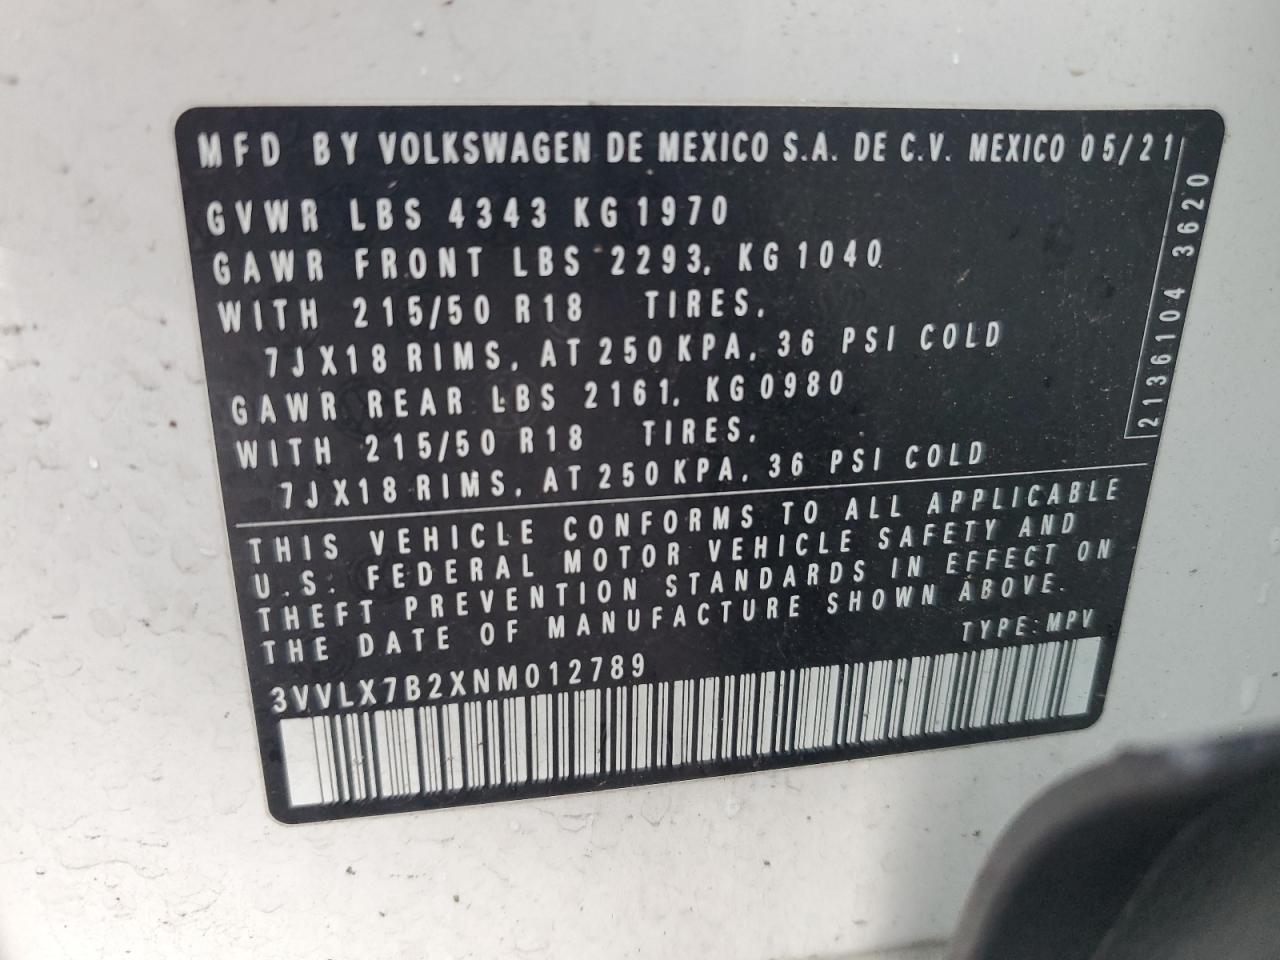 MFD BY VOLKSWAGEN DE MEXICO S.A. DE C.V. MEXICO 05/21
GVWR LBS 4343 KG 1970
GAWR FRONT LBS 2293, KG 1040
WITH 215/50 R18 TIRES,
7JX18 RIMS, AT 250 KPA, 36 PSI COLD
GAWR REAR LBS 2161, KG 0980
WITH 215/50 R18 TIRES,
7JX18 RIMS, AT 250 KPA, 36 PSI COLD
2136104 3620
THIS VEHICLE CONFORMS TO ALL APPLICABLE
U.S. FEDERAL MOTOR VEHICLE SAFETY AND
THEFT PREVENTION STANDARDS IN EFFECT ON
THE DATE OF MANUFACTURE SHOWN ABOVE.
TYPE: MPV
3VVLX7B2XNM012789